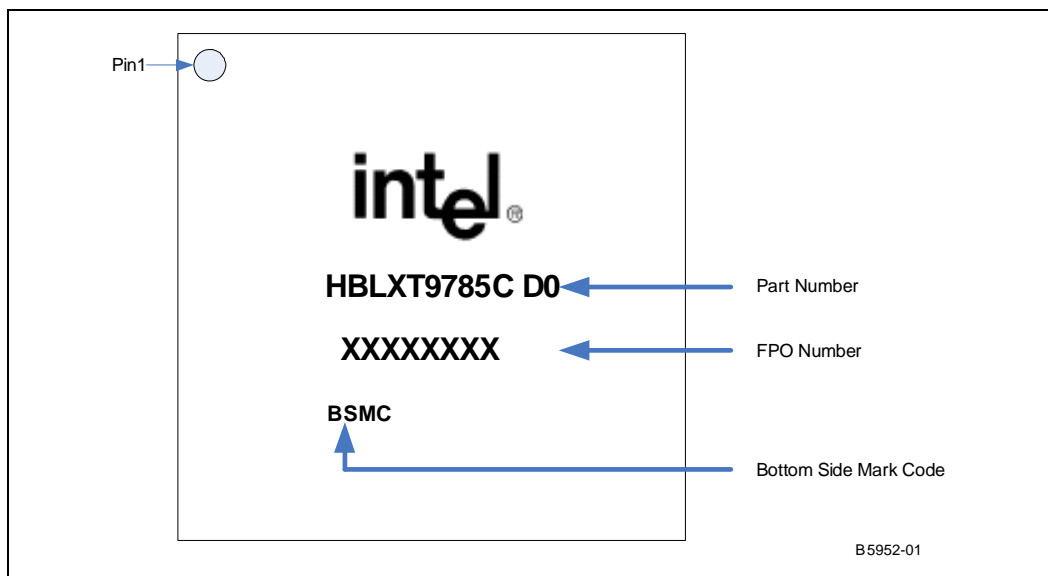 Pin1
intel®
HBLXT9785C D0
Part Number
XXXXXXXX
FPO Number
BSMC
Bottom Side Mark Code
B5952-01